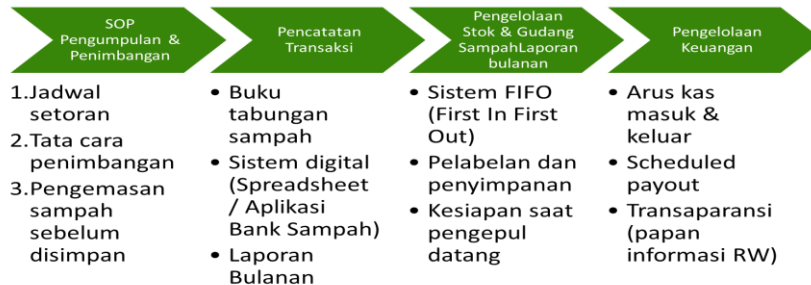 SOP
Pengumpulan &
Penimbangan
1.Jadwal
setoran
2.Tata cara
penimbangan
3.Pengemasan
sampah
sebelum
disimpan
Pencatatan
Transaksi
• Buku
tabungan
sampah
• Sistem digital
(Spreadsheet
/ Aplikasi
Bank Sampah)
• Laporan
Bulanan
Pengelolaan
Stok & Gudang
SampahLaporan
bulanan
• Sistem FIFO
(First In First
Out)
• Pelabelan dan
penyimpanan
• Kesiapan saat
pengepul
datang
Pengelolaan
Keuangan
• Arus kas
masuk &
keluar
• Scheduled
payout
• Transaparansi
(papan
informasi RW)